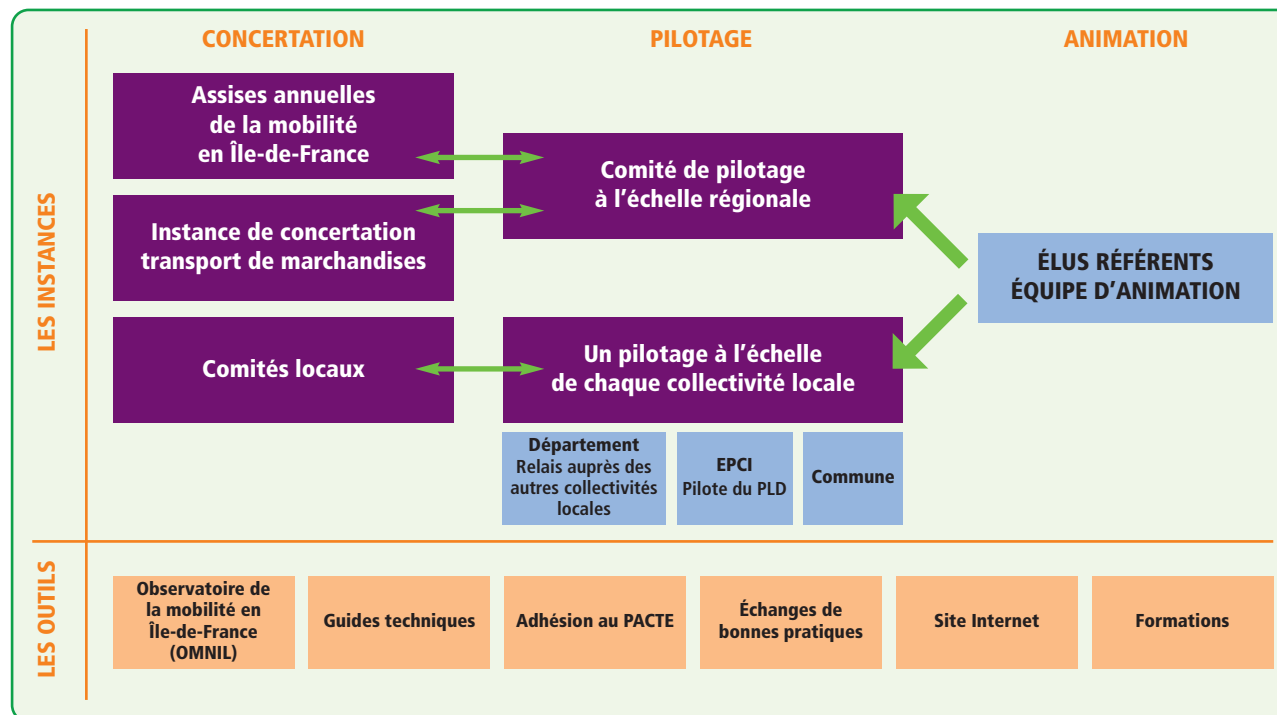 CONCERTATION
PILOTAGE
ANIMATION
LES INSTANCES
Assises annuelles
de la mobilité
en Île-de-France
Instance de concertation
transport de marchandises
Comités locaux
Comité de pilotage
à l’échelle régionale
Un pilotage à l’échelle
de chaque collectivité locale
Département
Relais auprès des
autres collectivités
locales
EPCI
Pilote du PLD
Commune
ÉLUS RÉFÉRENTS
ÉQUIPE D’ANIMATION
LES OUTILS
Observatoire de
la mobilité en
Île-de-France
(OMNIL)
Guides techniques
Adhésion au PACTE
Échanges de
bonnes pratiques
Site Internet
Formations